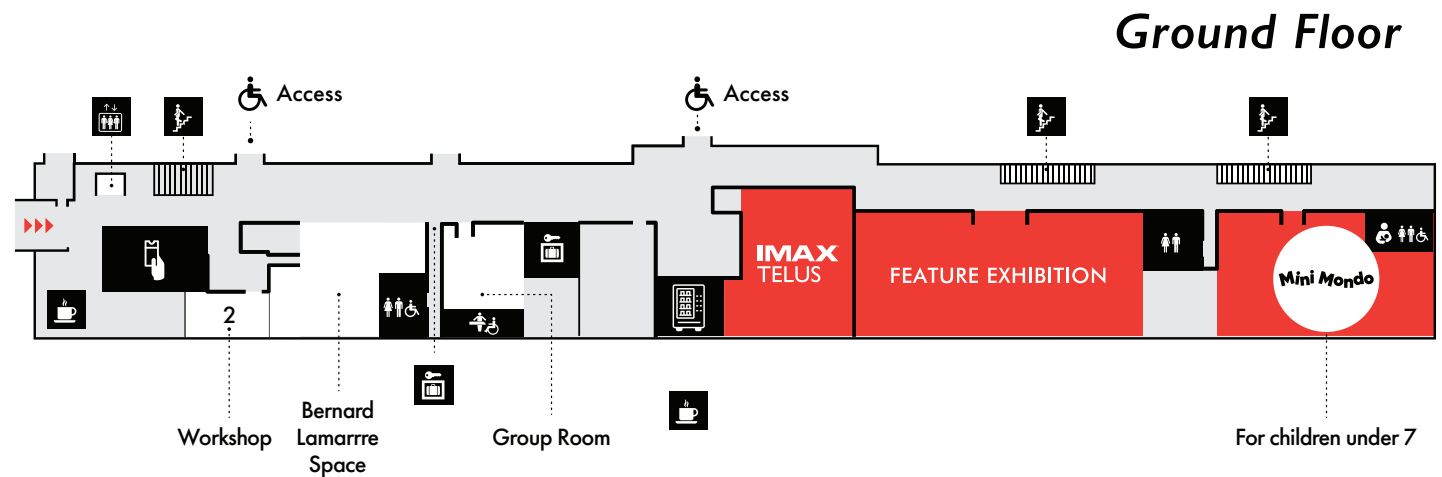 Ground Floor
Access
Access
IMAX
TELUS
FEATURE EXHIBITION
Mini Mondo
2
Workshop
Bernard
Lamarrre
Space
Group Room
For children under 7